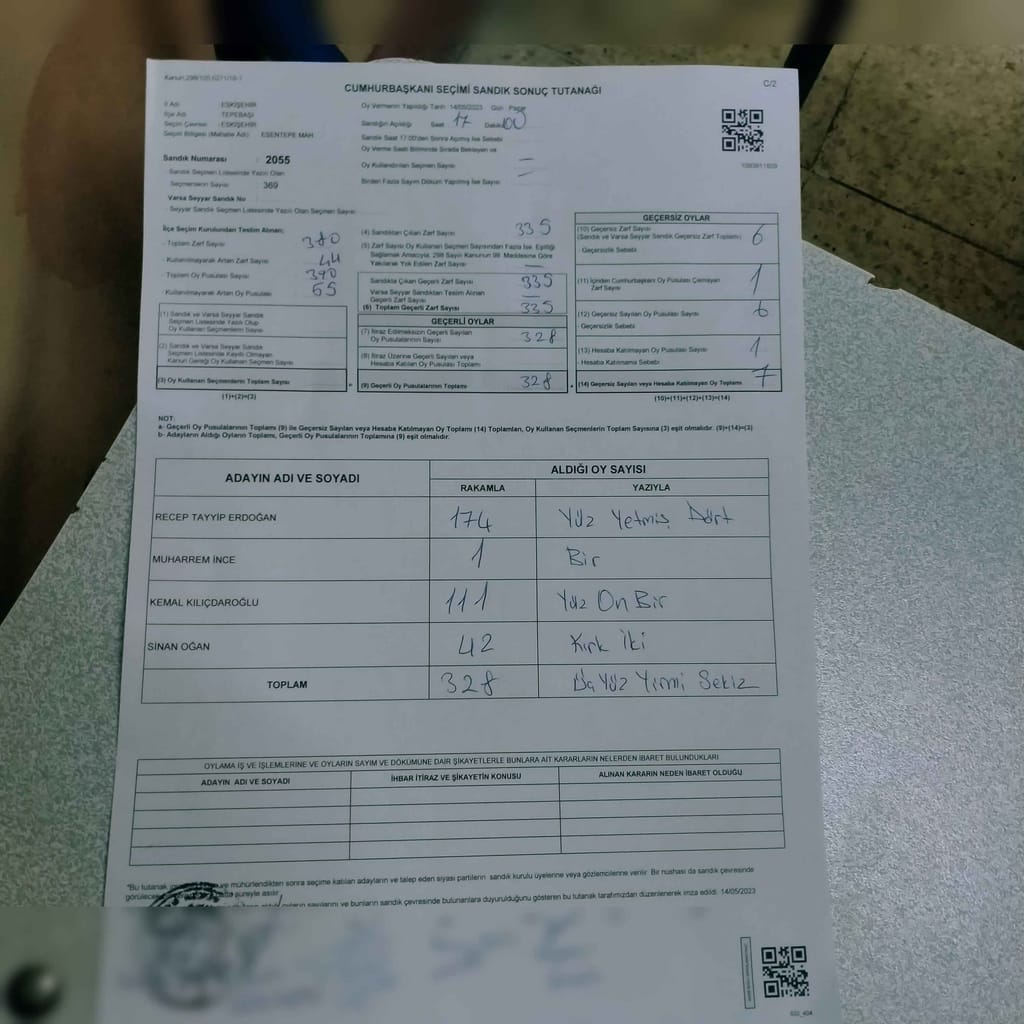 Kanun:298/105,6271/18-1
C/2
CUMHURBAŞKANI SEÇİMİ SANDIK SONUÇ TUTANAĞI
İl Adı : ESKİŞEHİR
İlçe Adı : TEPEBAŞI
Seçim Çevresi : ESKİŞEHİR
Seçim Bölgesi (Mahalle Adı) : ESENTEPE MAH
Sandık Numarası : 2055
Sandık Seçmen Listesinde Yazılı Olan
Seçmenlerin Sayısı : 369
Varsa Seyyar Sandık No
Seyyar Sandık Seçmen Listesinde Yazılı Olan Seçmen Sayısı
Oy Vermenin Yapıldığı Tarih 14/05/2023 Gün Pazar
Sandığın Açıldığı Saat 17 Dakika 00
Sandık Saat 17:00'den Sonra Açılmış İse Sebebi
Oy Verme Saati Bitiminde Sırada Bekleyen ve
Oy Kullandırılan Seçmen Sayısı
Birden Fazla Sayım Döküm Yapılmış İse Sayısı
İlçe Seçim Kurulundan Teslim Alınan;
- Toplam Zarf Sayısı 380
- Kullanılmayarak Artan Zarf Sayısı 44
- Toplam Oy Pusulası Sayısı 390
- Kullanılmayarak Artan Oy Pusulası 55
(1) Sandık ve Varsa Seyyar Sandık
Seçmen Listesinde Yazılı Olup
Oy Kullanan Seçmenlerin Sayısı
(2) Sandık ve Varsa Seyyar Sandık
Seçmen Listesinde Kayıtlı Olmayan
Kanun Gereği Oy Kullanan Seçmen Sayısı
(3) Oy Kullanan Seçmenlerin Toplam Sayısı
(1)+(2)=(3)
(4) Sandıktan Çıkan Zarf Sayısı 335
(5) Zarf Sayısı Oy Kullanan Seçmen Sayısından Fazla İse, Eşitliği
Sağlamak Amacıyla, 298 Sayılı Kanunun 98. Maddesine Göre
Yakılarak Yok Edilen Zarf Sayısı
Sandıkta Çıkan Geçerli Zarf Sayısı 335
Varsa Seyyar Sandıktan Teslim Alınan
Geçerli Zarf Sayısı
(6) Toplam Geçerli Zarf Sayısı 335
GEÇERLİ OYLAR
(7) İtiraz Edilmeksizin Geçerli Sayılan
Oy Pusulasının Sayısı 328
(8) İtiraz Üzerine Geçerli Sayılan veya
Hesaba Katılan Oy Pusulası Toplamı
(9) Geçerli Oy Pusulalarının Toplamı 328
GEÇERSİZ OYLAR
(10) Geçersiz Zarf Sayısı
(Sandık ve Varsa Seyyar Sandık Geçersiz Zarf Toplamı) 6
Geçersizlik Sebebi
(11) İçinden Cumhurbaşkanı Oy Pusulası Çıkmayan
Zarf Sayısı 1
(12) Geçersiz Sayılan Oy Pusulası Sayısı 6
- Geçersizlik Sebebi
(13) Hesaba Katılmayan Oy Pusulası Sayısı 1
- Hesaba Katılmama Sebebi
(14) Geçersiz Sayılan veya Hesaba Katılmayan Oy Toplamı 7
(10)+(11)+(12)+(13)=(14)
NOT:
a- Geçerli Oy Pusulalarının Toplamı (9) ile Geçersiz Sayılan veya Hesaba Katılmayan Oy Toplamı (14) Toplamları, Oy Kullanan Seçmenlerin Toplam Sayısına (3) eşit olmalıdır. (9)+(14)=(3)
b- Adayların Aldığı Oyların Toplamı, Geçerli Oy Pusulalarının Toplamına (9) eşit olmalıdır.
ADAYIN ADI VE SOYADI
ALDIĞI OY SAYISI
RAKAMLA YAZIYLA
RECEP TAYYİP ERDOĞAN 174 Yüz Yetmiş Dört
MUHARREM İNCE 1 Bir
KEMAL KILIÇDAROĞLU 111 Yüz On Bir
SİNAN OĞAN 42 Kırk İki
TOPLAM 328 Üç Yüz Yirmi Sekiz
OYLAMA İŞ VE İŞLEMLERİNE VE OYLARIN SAYIM VE DÖKÜMÜNE DAİR ŞİKAYETLERLE BUNLARA AİT KARARLARIN NELERDEN İBARET BULUNDUKLARI
ADAYIN ADI VE SOYADI
İHBAR İTİRAZ VE ŞİKAYETİN KONUSU
ALINAN KARARIN NEDEN İBARET OLDUĞU
*Bu tutanak ve mühürlendikten sonra seçime katılan adayların ve talep eden siyasi partilerin sandık kurulu üyelerine veya gözlemcilerine verilir. Bir nüshası da sandık çevresinde
görülecek süreyle asılır.
oyların sayılarını ve bunların sandık çevresinde bulunanlara duyurulduğunu gösteren bu tutanak tarafımızdan düzenlenerek imza edildi. 14/05/2023